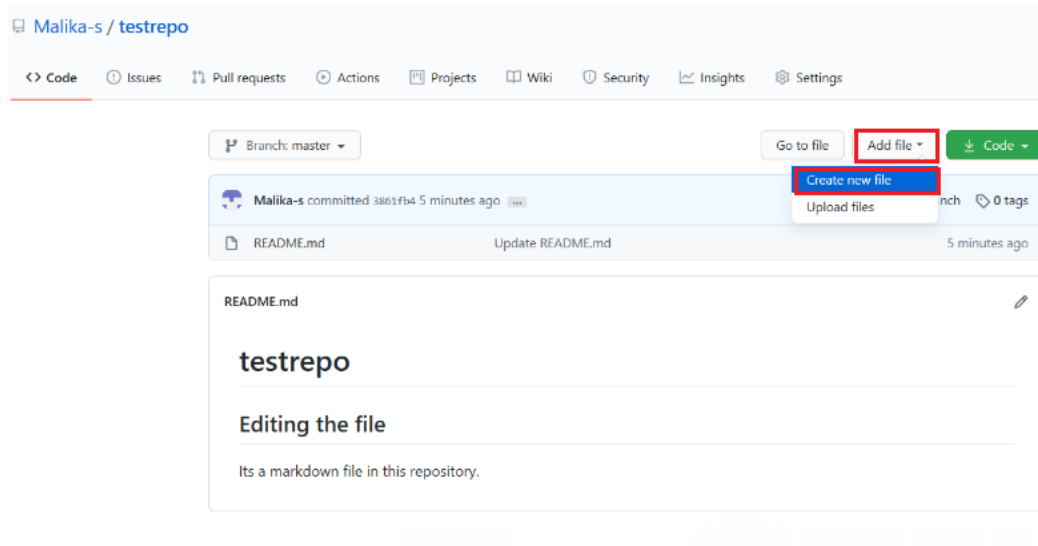 Malika-s / testrepo
Code Issues Pull requests Actions Projects Wiki Security Insights Settings
Branch: master Go to file Add file Code
Create new file
Malika-s committed 3861fb4 5 minutes ago ... 0 tags
Upload files
README.md Update README.md 5 minutes ago
README.md
testrepo
Editing the file
Its a markdown file in this repository.